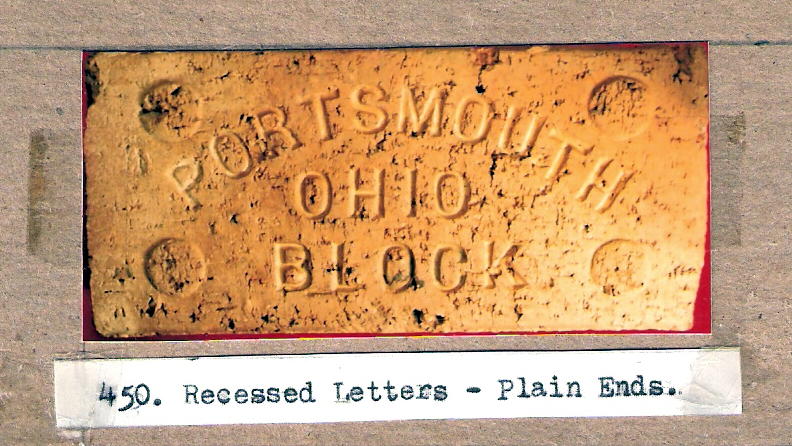 PORTSMOUTH
OHIO
BLOCK
450. Recessed Letters - Plain Ends.